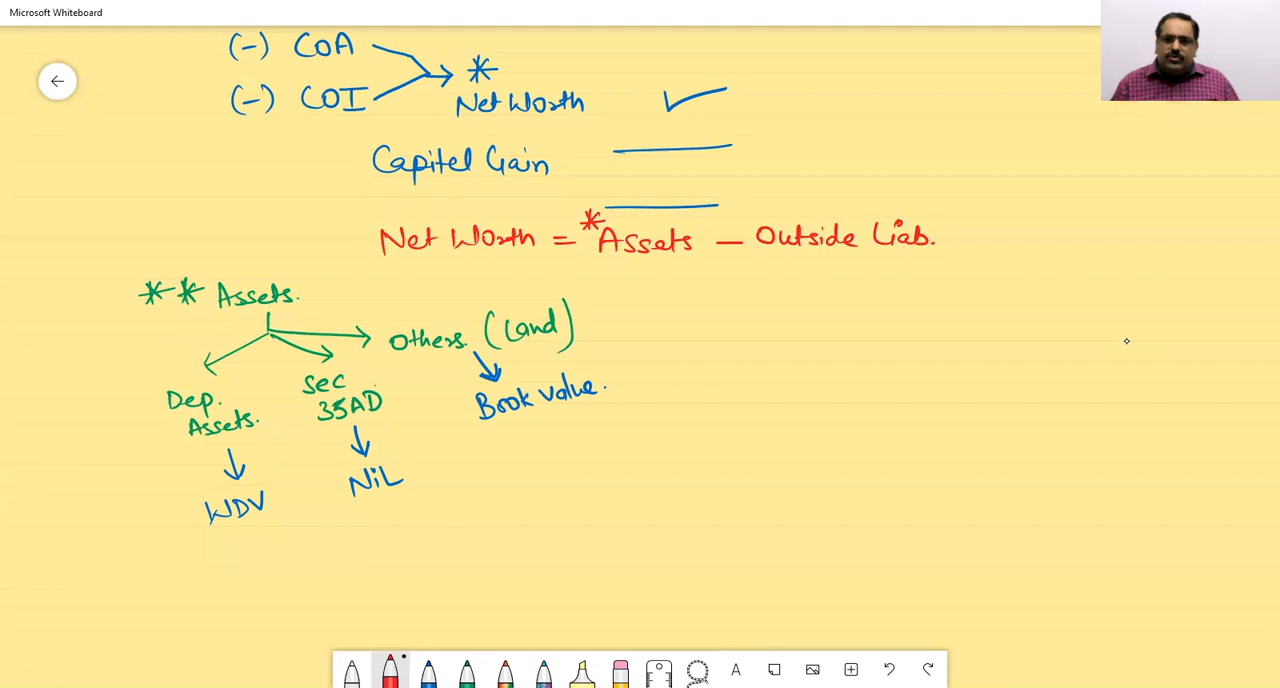 Microsoft Whiteboard
(-) COA
(-) COI
*
Net Worth
Capital Gain
Net Worth = *Assets - Outside Liab.
** Assets.
Others. (Land)
Dep. Assets.
Sec 35AD
Book value.
WDV
NiL
A